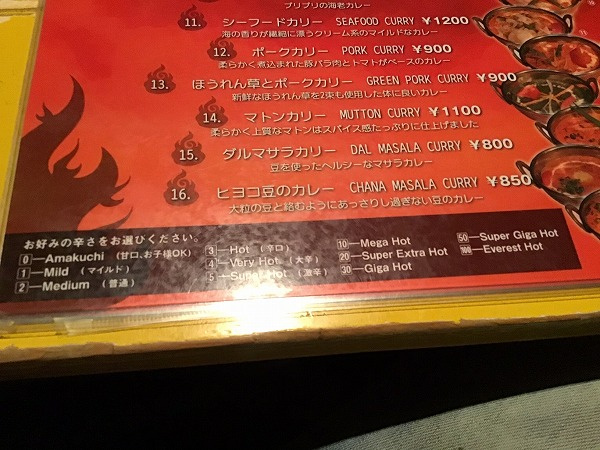 プリプリの海老カレー
11. シーフードカリー SEAFOOD CURRY ¥1200
海の香りが繊細に漂うクリーム系のマイルドなカレー
12. ポークカリー PORK CURRY ¥900
柔らかく煮込まれた豚バラ肉とトマトがベースのカレー
13. ほうれん草とポークカリー GREEN PORK CURRY ¥900
新鮮なほうれん草を2束も使用した体に良いカレー
14. マトンカリー MUTTON CURRY ¥1100
柔らかく上質なマトンはスパイス感たっぷりに仕上げました
15. ダルマサラカリー DAL MASALA CURRY ¥800
豆を使ったヘルシーなマサラカレー
16. ヒヨコ豆のカレー CHANA MASALA CURRY ¥850
大粒の豆と絡むようにあっさりし過ぎない豆のカレー
お好みの辛さをお選びください。
0—Amakuchi (甘口、お子様OK)
1—Mild (マイルド)
2—Medium (普通)
3—Hot (辛口)
4—Very Hot (大辛)
5—Super Hot (激辛)
10—Mega Hot
20—Super Extra Hot
30—Giga Hot
50—Super Giga Hot
100—Everest Hot